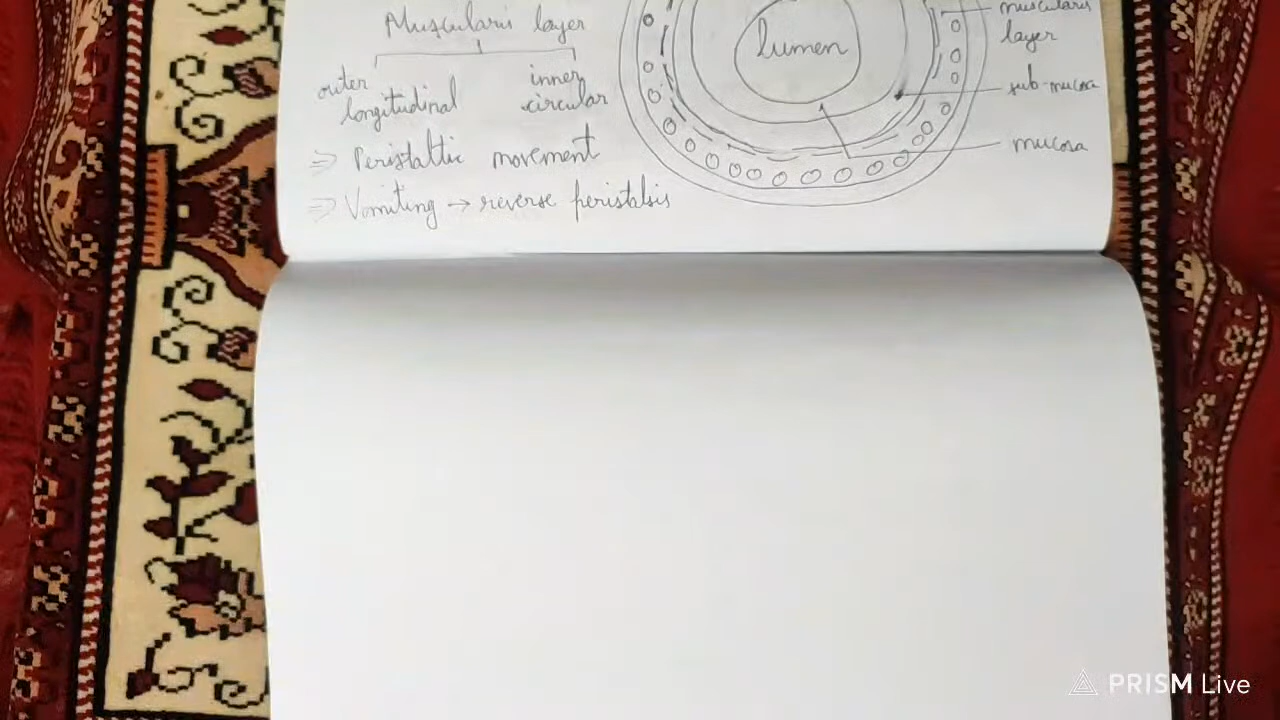 Muscularis layer
outer longitudinal
inner circular
⇒ Peristaltic movement
⇒ Vomiting → reverse peristalsis
lumen
muscularis layer
sub-mucosa
mucosa
PRISM Live